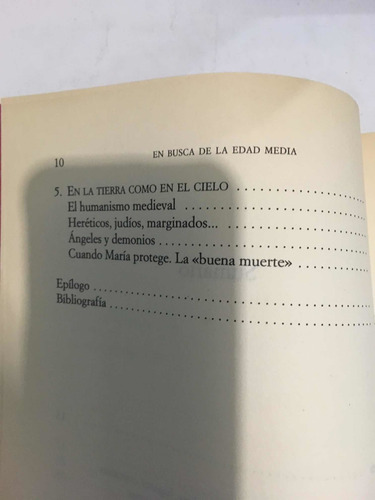 10 EN BUSCA DE LA EDAD MEDIA
5. EN LA TIERRA COMO EN EL CIELO ....................
El humanismo medieval ..............................
Heréticos, judíos, marginados... ....................
Ángeles y demonios .................................
Cuando María protege. La «buena muerte» ..........
Epílogo .............................................
Bibliografía ........................................